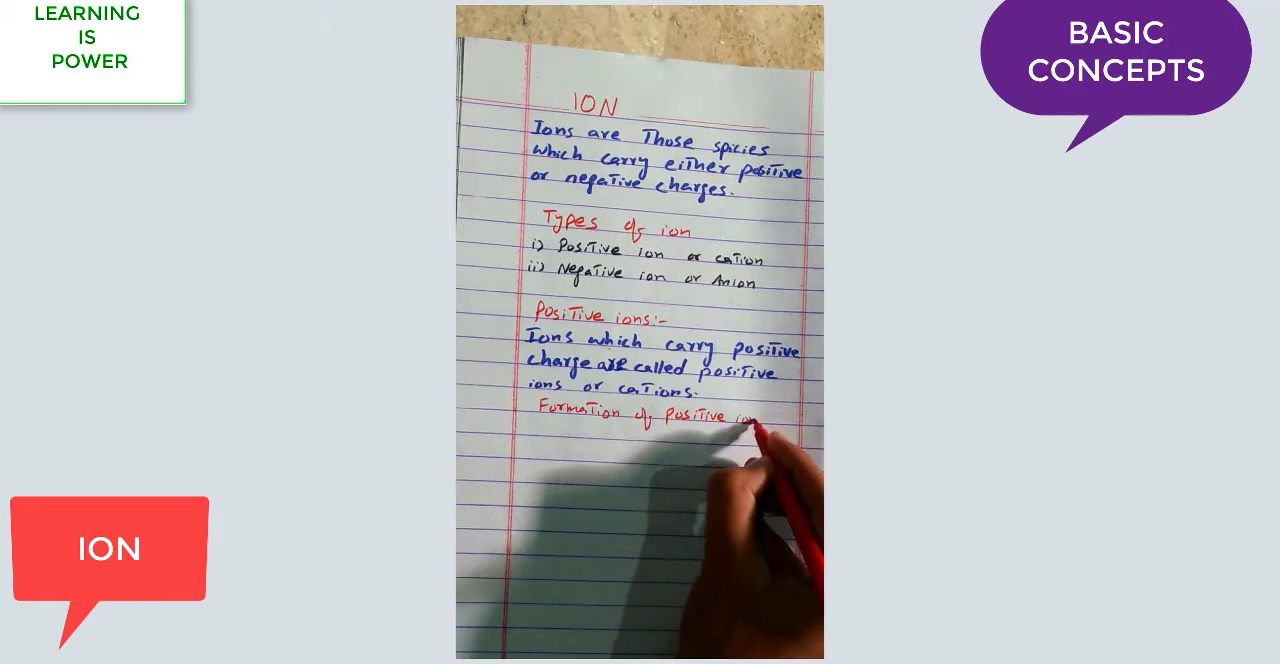 LEARNING
IS
POWER
BASIC
CONCEPTS
ION
Ions are Those spicies
which carry either positive
or negative charges.
Types of ion
i) Positive ion or cation
ii) Negative ion or Anion
Positive ions:-
Ions which carry positive
charge are called positive
ions or cations.
Formation of positive ion
ION